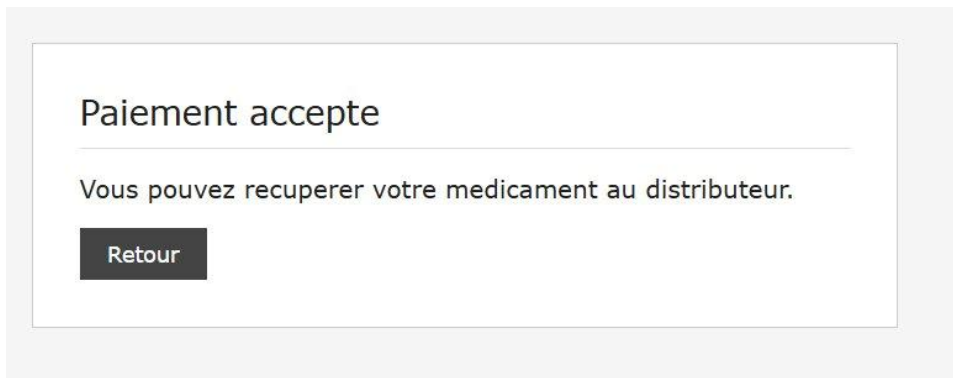 Paiement accepte
Vous pouvez recuperer votre medicament au distributeur.
Retour